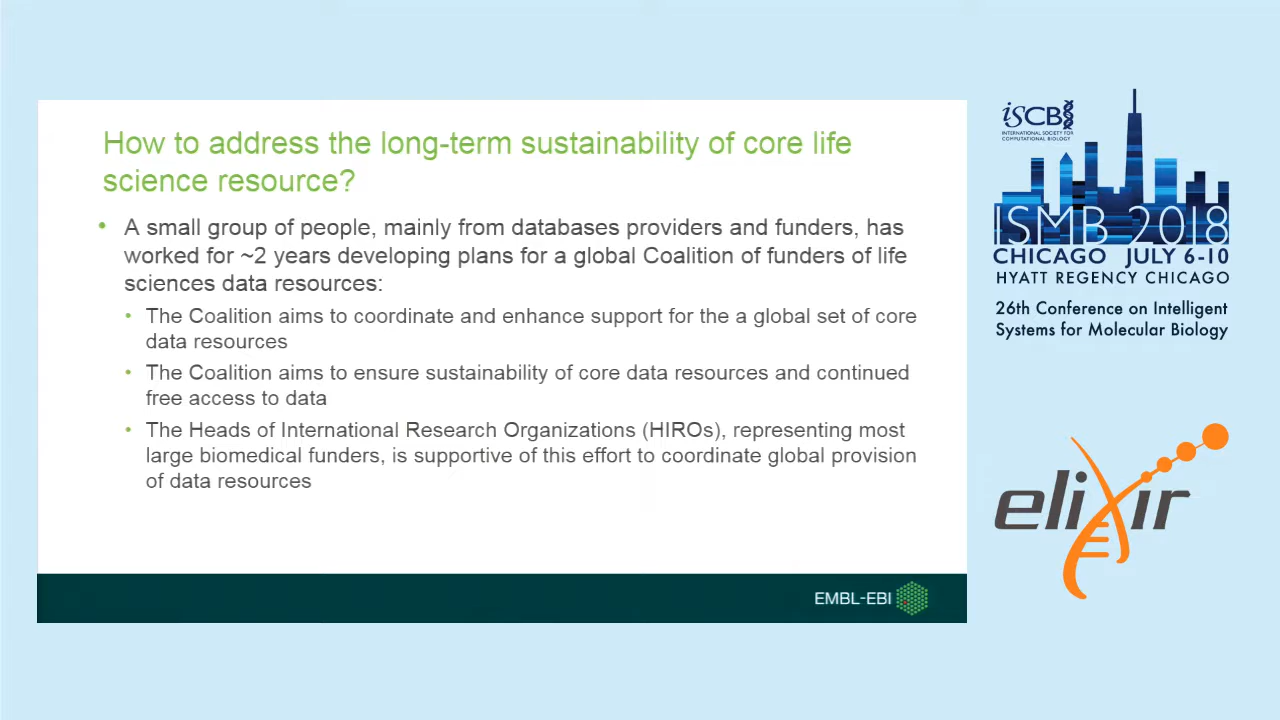 How to address the long-term sustainability of core life
science resource?
• A small group of people, mainly from databases providers and funders, has
worked for ~2 years developing plans for a global Coalition of funders of life
sciences data resources:
• The Coalition aims to coordinate and enhance support for the a global set of core
data resources
• The Coalition aims to ensure sustainability of core data resources and continued
free access to data
• The Heads of International Research Organizations (HIROs), representing most
large biomedical funders, is supportive of this effort to coordinate global provision
of data resources
EMBL-EBI
iSCB
INTERNATIONAL SOCIETY FOR
COMPUTATIONAL BIOLOGY
ISMB 2018
CHICAGO JULY 6-10
HYATT REGENCY CHICAGO
26th Conference on Intelligent
Systems for Molecular Biology
elixir